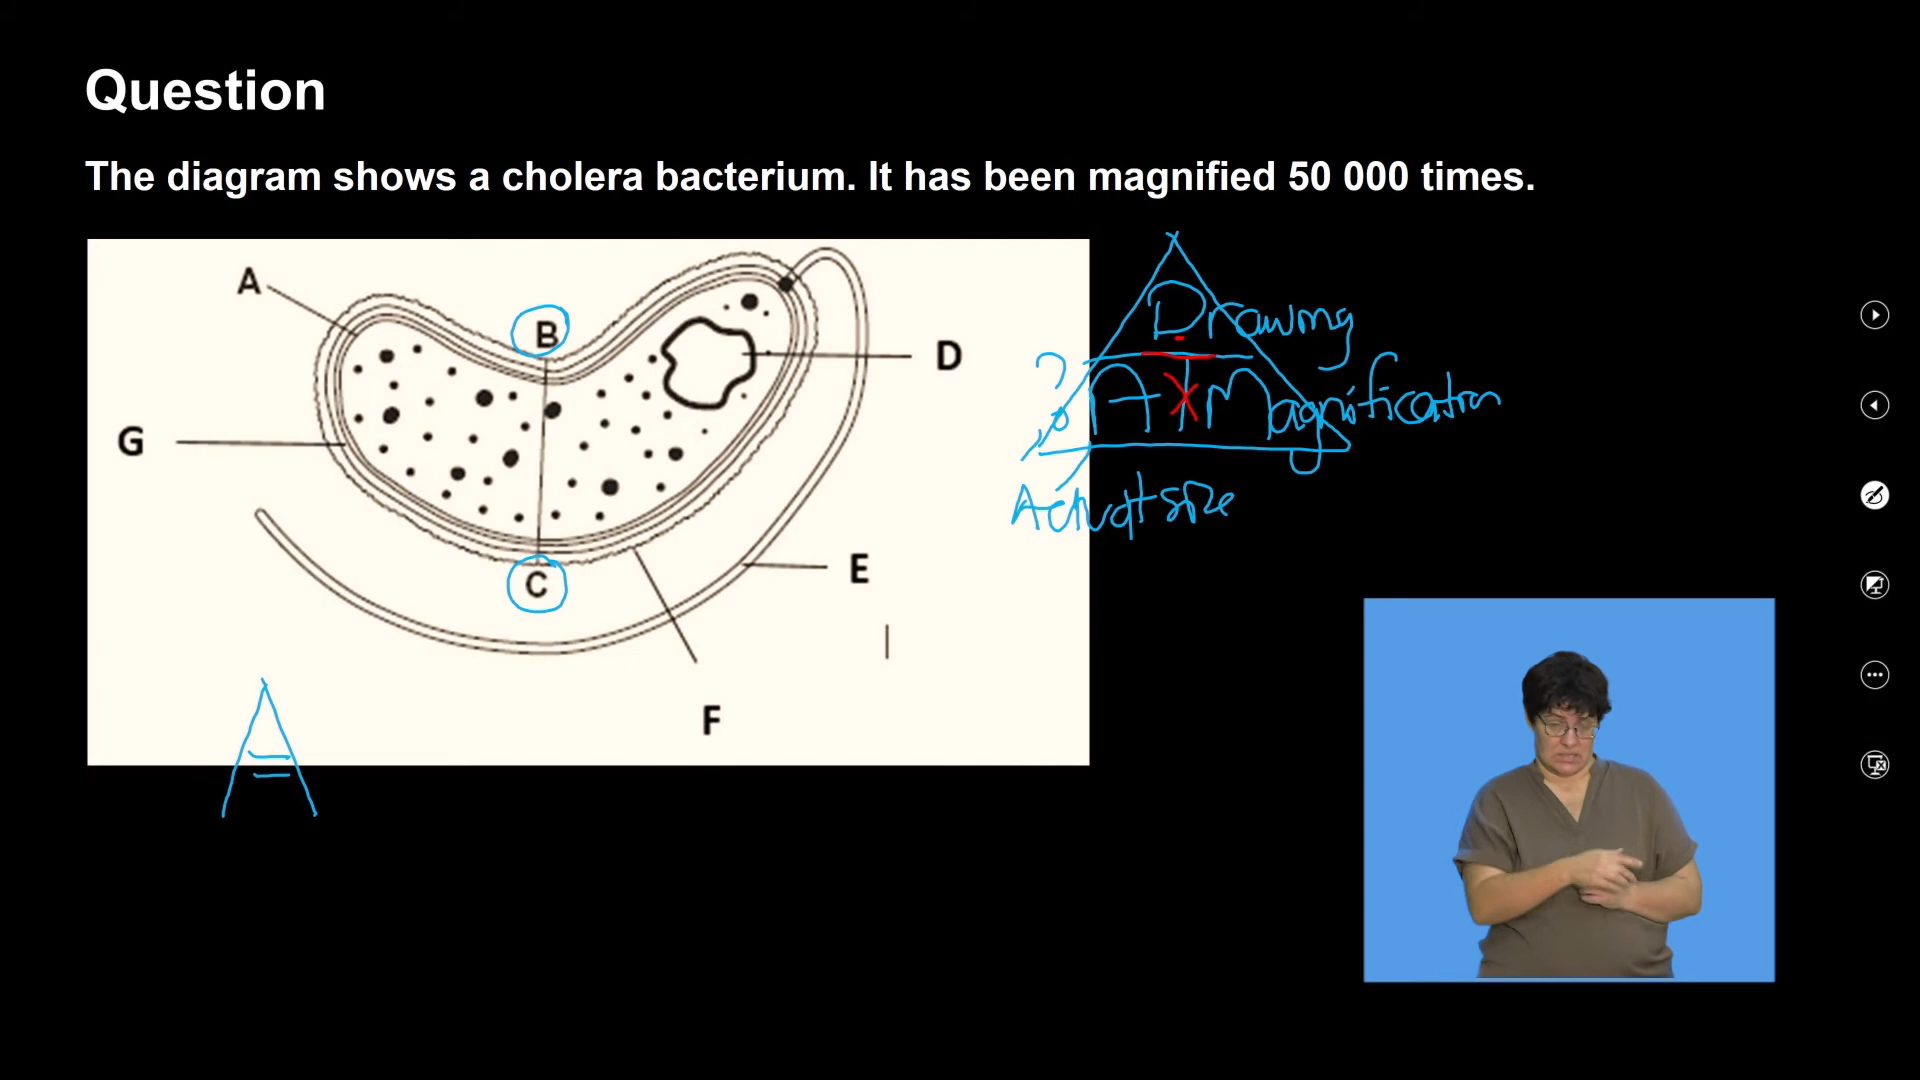 Question
The diagram shows a cholera bacterium. It has been magnified 50 000 times.
A
B
D
G
C
E
F
Drawing
?
A X Magnification
Actual size
A =